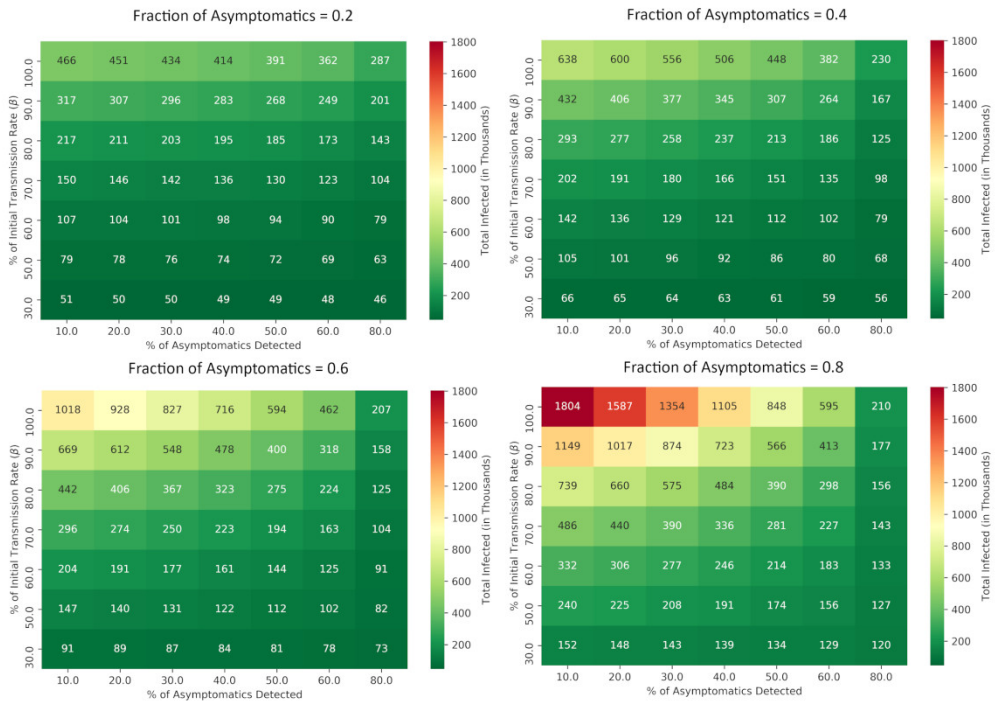 Fraction of Asymptomatics = 0.2
% of Initial Transmission Rate (β)
100.0 466 451 434 414 391 362 287
90.0 317 307 296 283 268 249 201
80.0 217 211 203 195 185 173 143
70.0 150 146 142 136 130 123 104
60.0 107 104 101 98 94 90 79
50.0 79 78 76 74 72 69 63
30.0 51 50 50 49 49 48 46
10.0 20.0 30.0 40.0 50.0 60.0 80.0
% of Asymptomatics Detected
1800
1600
1400
1200
1000
800
600
400
200
Total Infected (in Thousands)
Fraction of Asymptomatics = 0.4
% of Initial Transmission Rate (β)
100.0 638 600 556 506 448 382 230
90.0 432 406 377 345 307 264 167
80.0 293 277 258 237 213 186 125
70.0 202 191 180 166 151 135 98
60.0 142 136 129 121 112 102 79
50.0 105 101 96 92 86 80 68
30.0 66 65 64 63 61 59 56
10.0 20.0 30.0 40.0 50.0 60.0 80.0
% of Asymptomatics Detected
1800
1600
1400
1200
1000
800
600
400
200
Total Infected (in Thousands)
Fraction of Asymptomatics = 0.6
% of Initial Transmission Rate (β)
100.0 1018 928 827 716 594 462 207
90.0 669 612 548 478 400 318 158
80.0 442 406 367 323 275 224 125
70.0 296 274 250 223 194 163 104
60.0 204 191 177 161 144 125 91
50.0 147 140 131 122 112 102 82
30.0 91 89 87 84 81 78 73
10.0 20.0 30.0 40.0 50.0 60.0 80.0
% of Asymptomatics Detected
1800
1600
1400
1200
1000
800
600
400
200
Total Infected (in Thousands)
Fraction of Asymptomatics = 0.8
% of Initial Transmission Rate (β)
100.0 1804 1587 1354 1105 848 595 210
90.0 1149 1017 874 723 566 413 177
80.0 739 660 575 484 390 298 156
70.0 486 440 390 336 281 227 143
60.0 332 306 277 246 214 183 133
50.0 240 225 208 191 174 156 127
30.0 152 148 143 139 134 129 120
10.0 20.0 30.0 40.0 50.0 60.0 80.0
% of Asymptomatics Detected
1800
1600
1400
1200
1000
800
600
400
200
Total Infected (in Thousands)